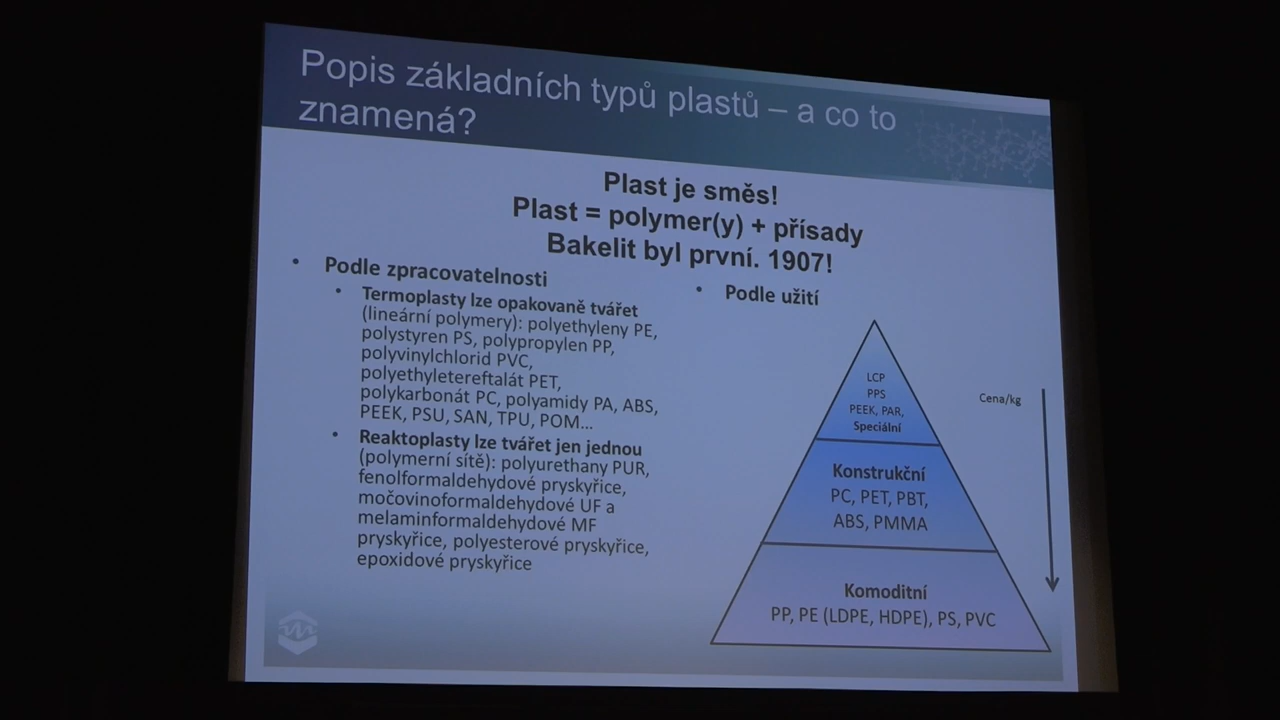 Popis základních typů plastů – a co to
znamená?
Plast je směs!
Plast = polymer(y) + přísady
Bakelit byl první. 1907!
• Podle zpracovatelnosti
• Termoplasty lze opakovaně tvářet
(lineární polymery): polyethyleny PE,
polystyren PS, polypropylen PP,
polyvinylchlorid PVC,
polyethyletereftalát PET,
polykarbonát PC, polyamidy PA, ABS,
PEEK, PSU, SAN, TPU, POM...
• Reaktoplasty lze tvářet jen jednou
(polymerní sítě): polyurethany PUR,
fenolformaldehydové pryskyřice,
močovinoformaldehydové UF a
melaminformaldehydové MF
pryskyřice, polyesterové pryskyřice,
epoxidové pryskyřice
• Podle užití
LCP
PPS
PEEK, PAR,
Speciální
Cena/kg
Konstrukční
PC, PET, PBT,
ABS, PMMA
Komoditní
PP, PE (LDPE, HDPE), PS, PVC